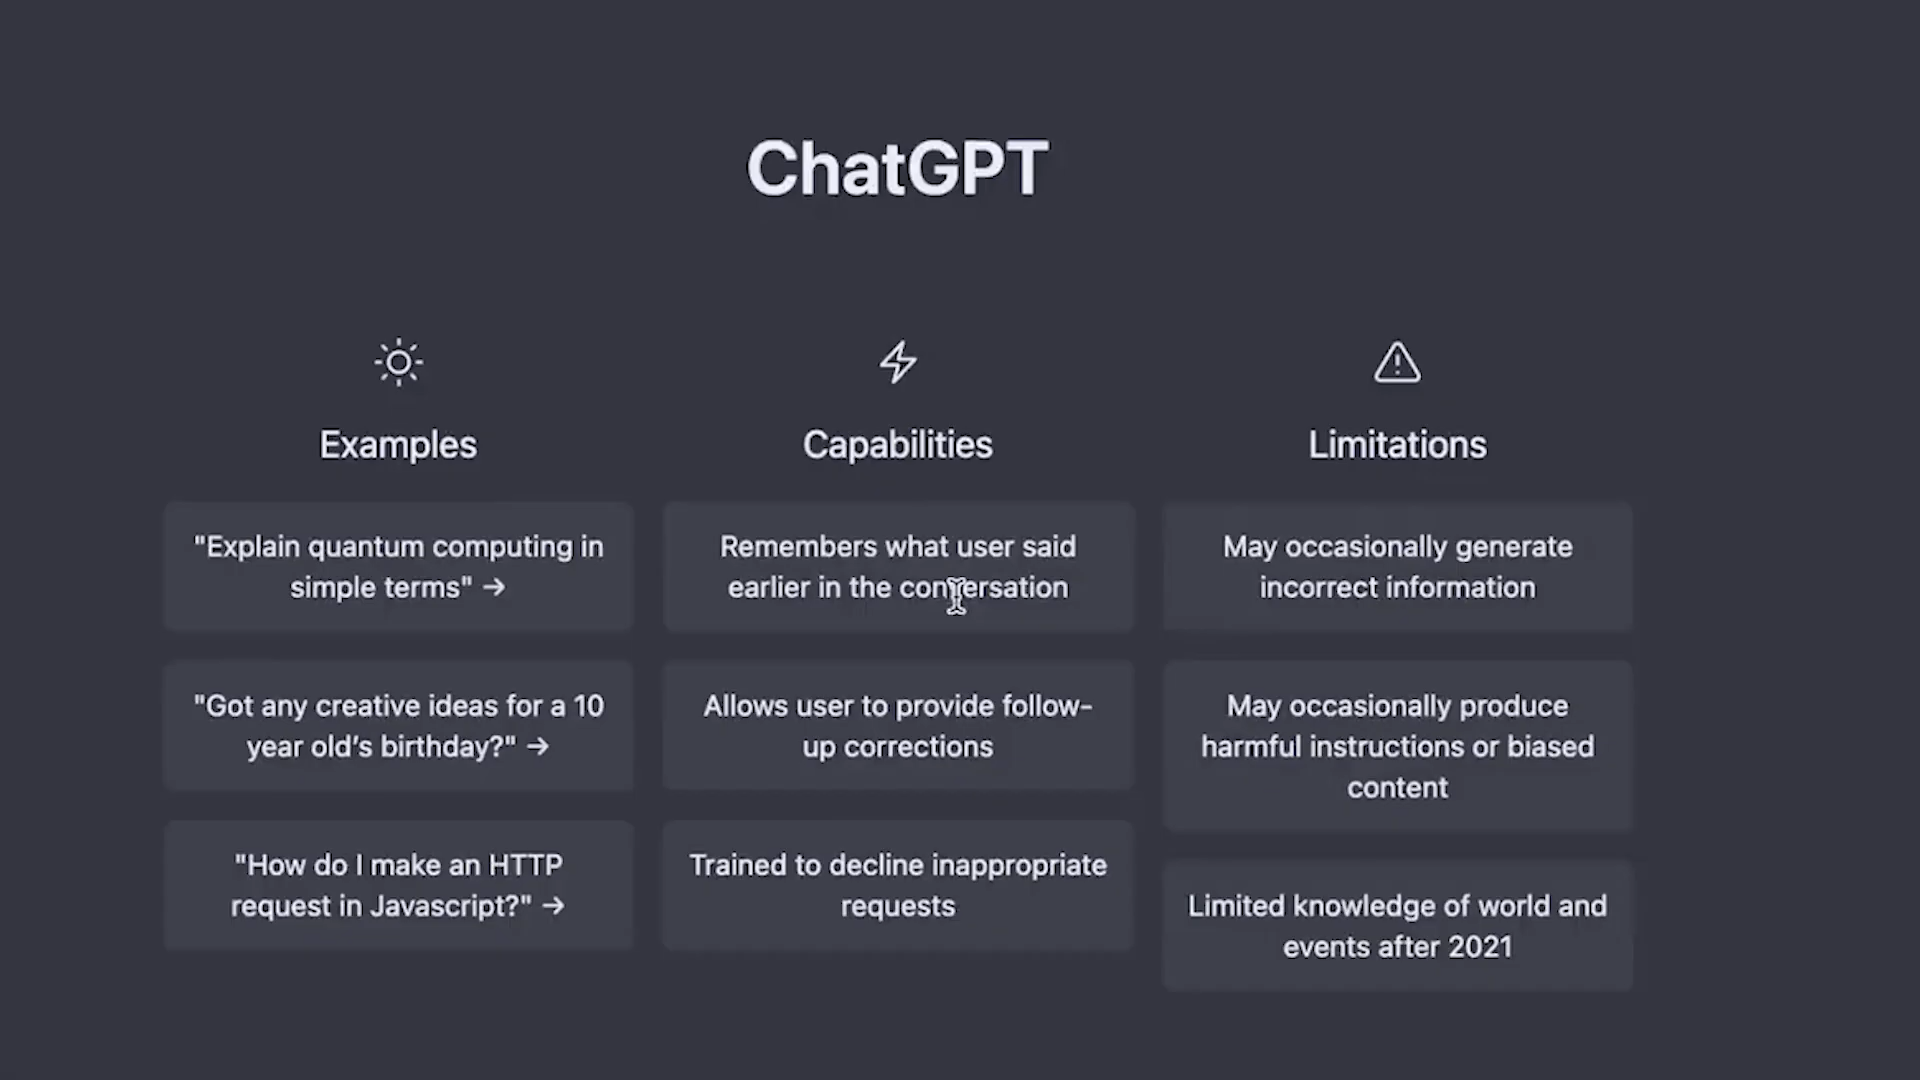 ChatGPT
Examples
"Explain quantum computing in
simple terms" →
"Got any creative ideas for a 10
year old’s birthday?" →
"How do I make an HTTP
request in Javascript?" →
Capabilities
Remembers what user said
earlier in the conversation
Allows user to provide follow-
up corrections
Trained to decline inappropriate
requests
Limitations
May occasionally generate
incorrect information
May occasionally produce
harmful instructions or biased
content
Limited knowledge of world and
events after 2021